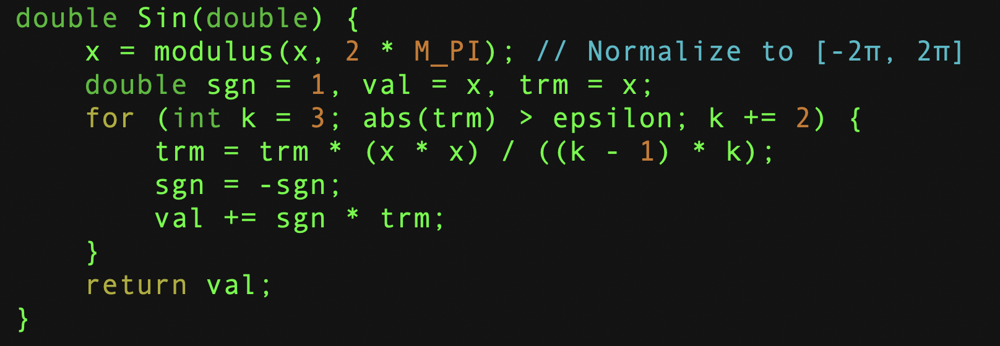 double Sin(double) {
    x = modulus(x, 2 * M_PI); // Normalize to [-2π, 2π]
    double sgn = 1, val = x, trm = x;
    for (int k = 3; abs(trm) > epsilon; k += 2) {
        trm = trm * (x * x) / ((k - 1) * k);
        sgn = -sgn;
        val += sgn * trm;
    }
    return val;
}